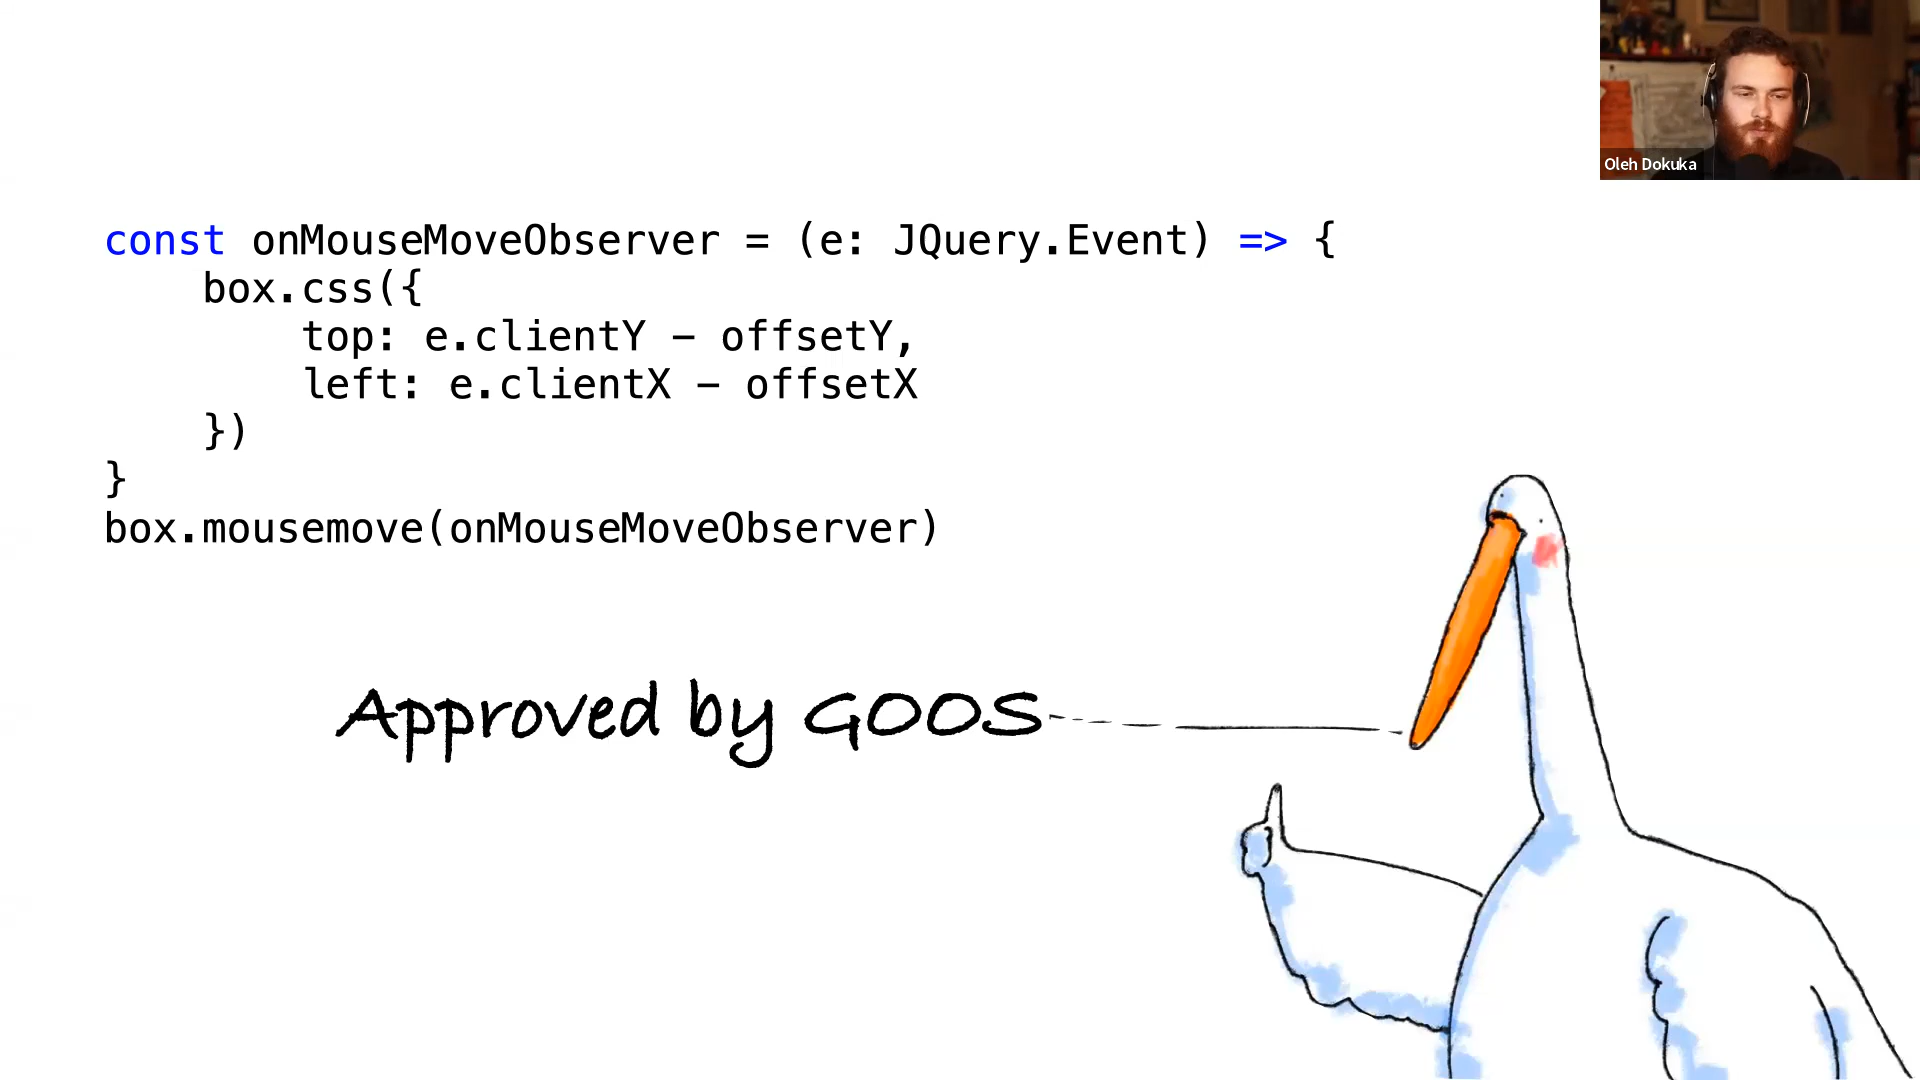 Oleh Dokuka
const onMouseMoveObserver = (e: JQuery.Event) => {
    box.css({
        top: e.clientY - offsetY,
        left: e.clientX - offsetX
    })
}
box.mousemove(onMouseMoveObserver)
Approved by GOOS